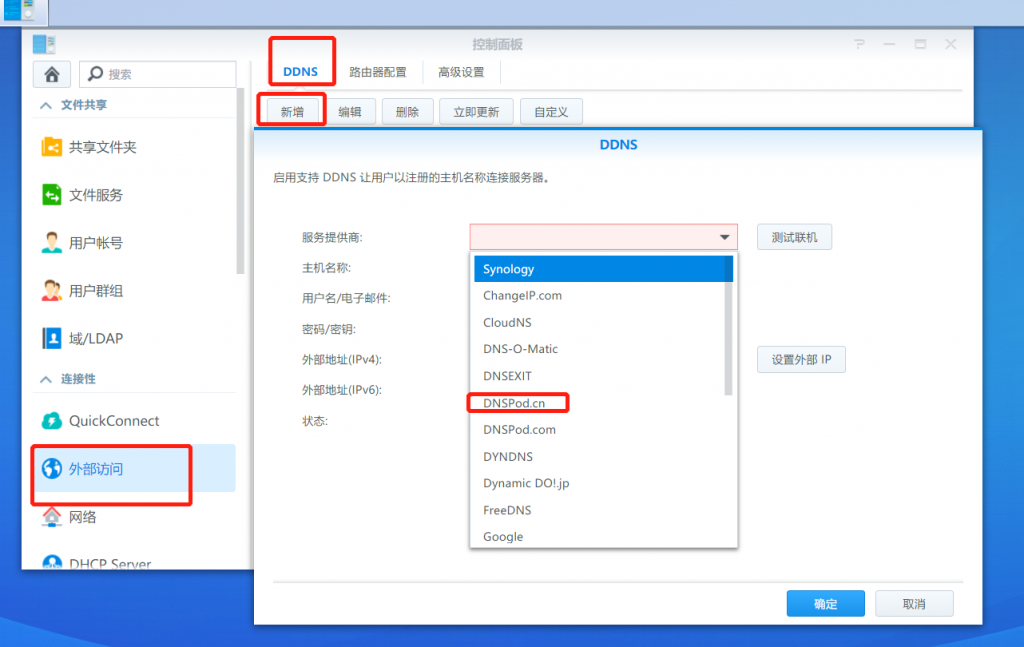 控制面板
搜索
文件共享
共享文件夹
文件服务
用户帐号
用户群组
域/LDAP
连接性
QuickConnect
外部访问
网络
DHCP Server
DDNS
路由器配置
高级设置
新增
编辑
删除
立即更新
自定义
DDNS
启用支持 DDNS 让用户以注册的主机名称连接服务器。
服务提供商:
测试联机
主机名称:
用户名/电子邮件:
密码/密钥:
外部地址(IPv4):
设置外部 IP
外部地址(IPv6):
状态:
Synology
ChangeIP.com
CloudNS
DNS-O-Matic
DNSEXIT
DNSPod.cn
DNSPod.com
DYNDNS
Dynamic DO!.jp
FreeDNS
Google
确定
取消